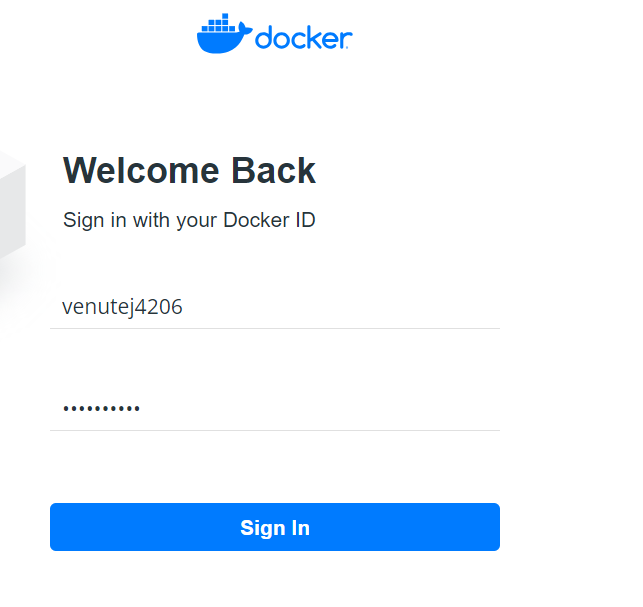 docker
Welcome Back
Sign in with your Docker ID
venutej4206
••••••••••
Sign In